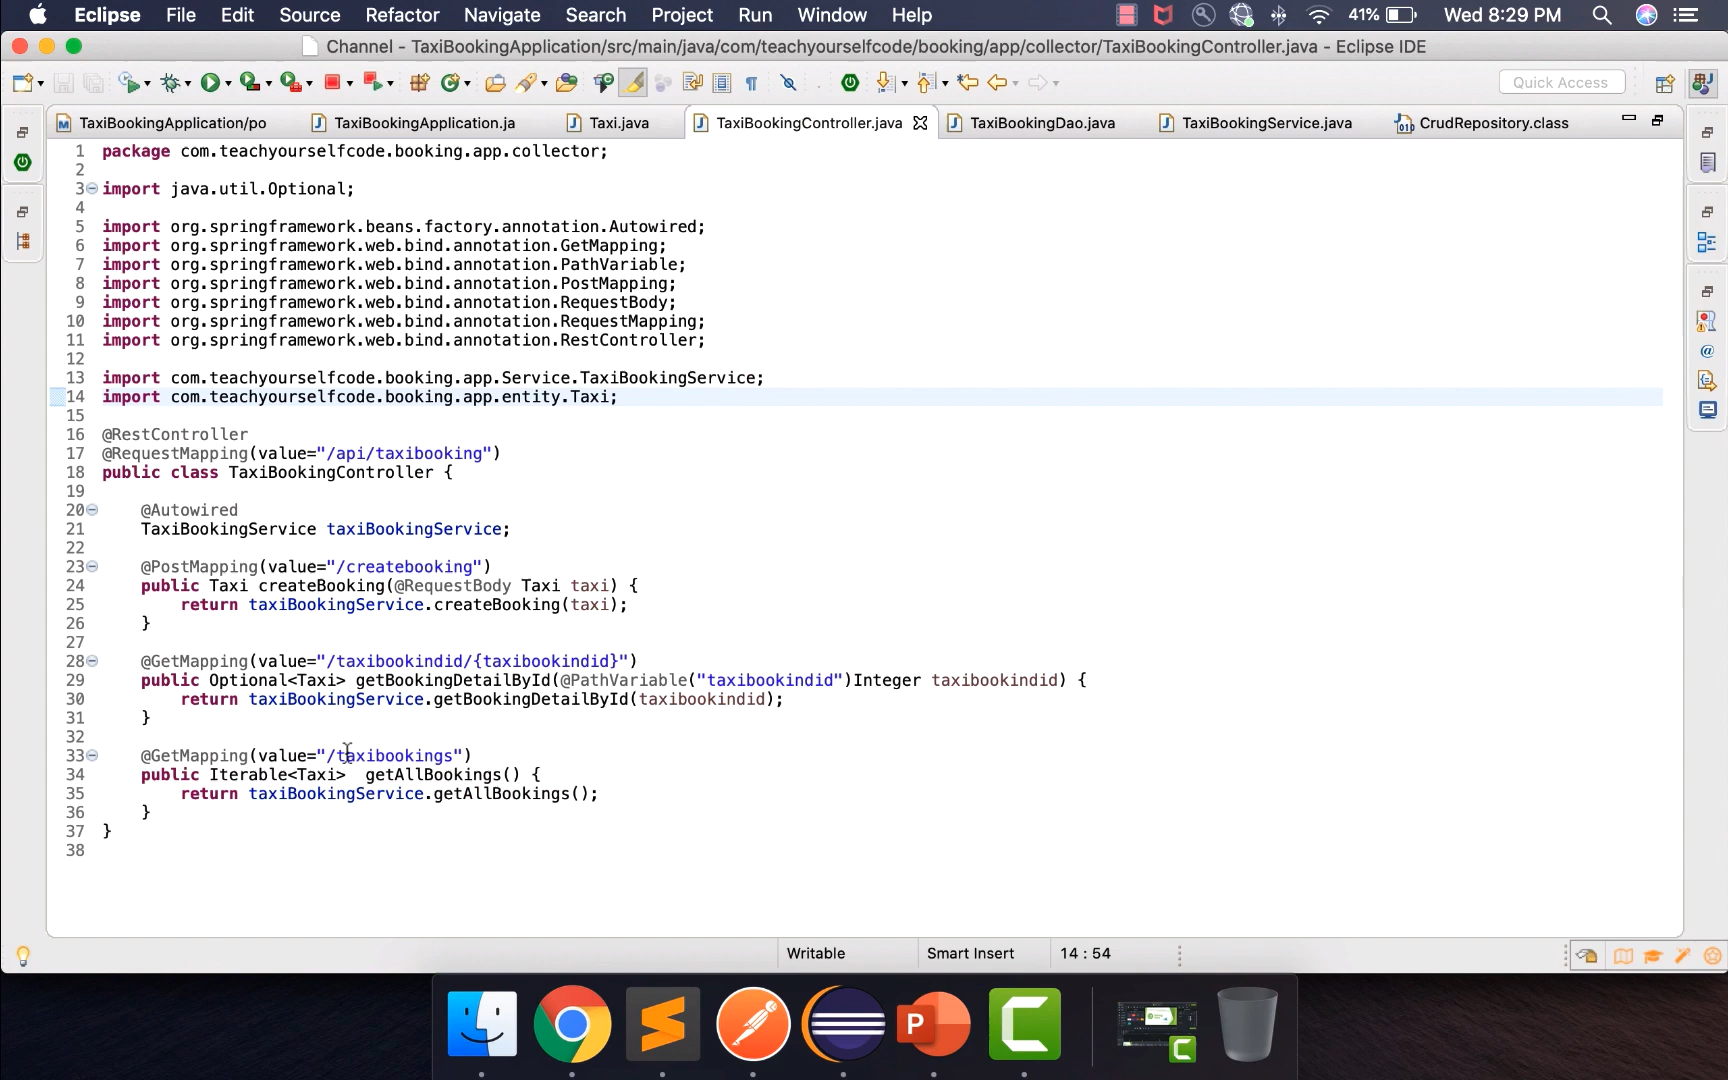 Eclipse File Edit Source Refactor Navigate Search Project Run Window Help 41% Wed 8:29 PM
Channel - TaxiBookingApplication/src/main/java/com/teachyourselfcode/booking/app/collector/TaxiBookingController.java - Eclipse IDE
Quick Access
TaxiBookingApplication/po TaxiBookingApplication.ja Taxi.java TaxiBookingController.java TaxiBookingDao.java TaxiBookingService.java CrudRepository.class
1 package com.teachyourselfcode.booking.app.collector;
2
3 import java.util.Optional;
4
5 import org.springframework.beans.factory.annotation.Autowired;
6 import org.springframework.web.bind.annotation.GetMapping;
7 import org.springframework.web.bind.annotation.PathVariable;
8 import org.springframework.web.bind.annotation.PostMapping;
9 import org.springframework.web.bind.annotation.RequestBody;
10 import org.springframework.web.bind.annotation.RequestMapping;
11 import org.springframework.web.bind.annotation.RestController;
12
13 import com.teachyourselfcode.booking.app.Service.TaxiBookingService;
14 import com.teachyourselfcode.booking.app.entity.Taxi;
15
16 @RestController
17 @RequestMapping(value="/api/taxibooking")
18 public class TaxiBookingController {
19
20 @Autowired
21 TaxiBookingService taxiBookingService;
22
23 @PostMapping(value="/createbooking")
24 public Taxi createBooking(@RequestBody Taxi taxi) {
25 return taxiBookingService.createBooking(taxi);
26 }
27
28 @GetMapping(value="/taxibookindid/{taxibookindid}")
29 public Optional<Taxi> getBookingDetailById(@PathVariable("taxibookindid")Integer taxibookindid) {
30 return taxiBookingService.getBookingDetailById(taxibookindid);
31 }
32
33 @GetMapping(value="/taxibookings")
34 public Iterable<Taxi>  getAllBookings() {
35 return taxiBookingService.getAllBookings();
36 }
37 }
38
Writable Smart Insert 14 : 54